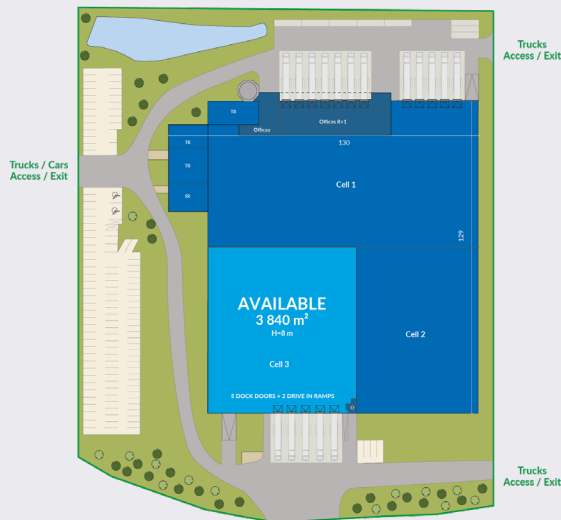 Trucks
Access / Exit
TR
Offices
Offices R+1
130
TR
Trucks / Cars
Access / Exit
TR
Cell 1
SR
129
AVAILABLE
3 840 m²
H=8 m
Cell 2
Cell 3
5 DOCK DOORS + 2 DRIVE IN RAMPS
O
Trucks
Access / Exit